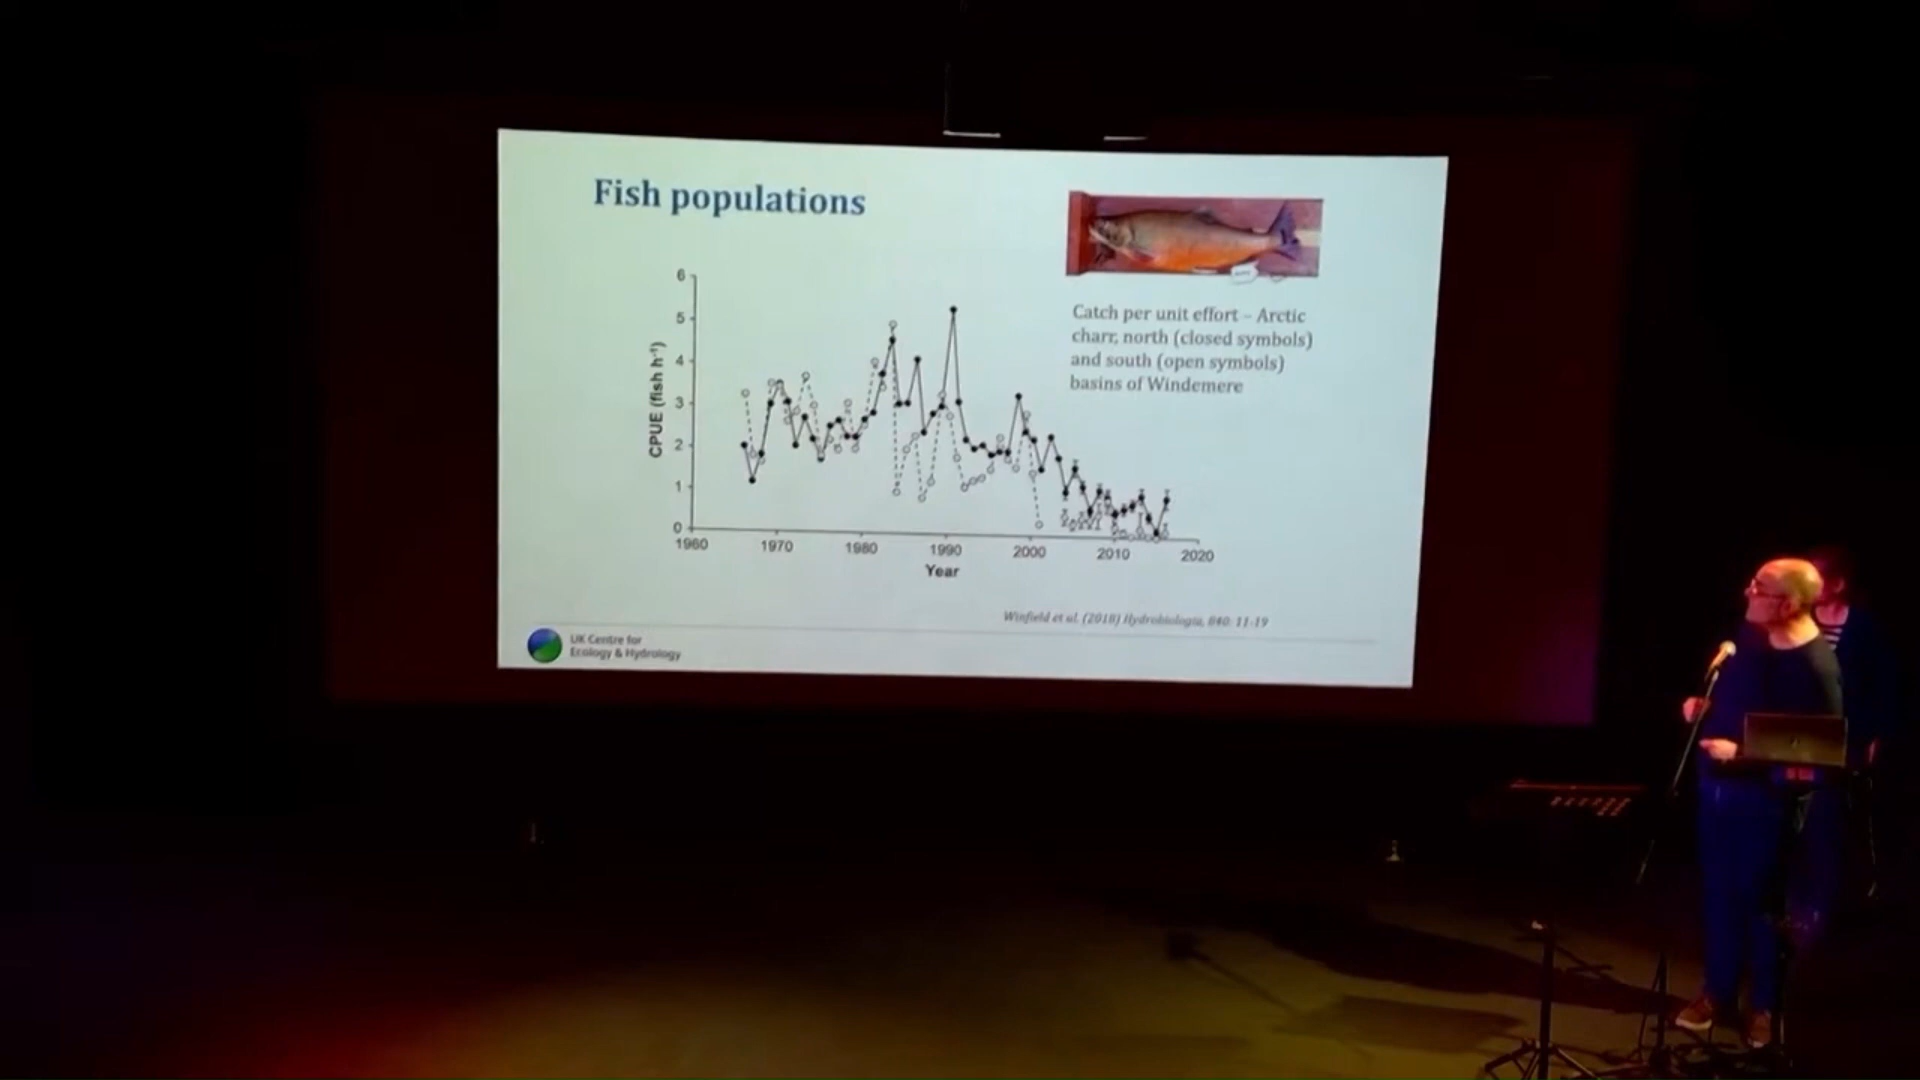 Fish populations
Catch per unit effort – Arctic
charr, north (closed symbols)
and south (open symbols)
basins of Windemere
6
5
4
3
2
1
0
CPUE (fish h⁻¹)
1960 1970 1980 1990 2000 2010 2020
Year
Winfield et al. (2018) Hydrobiologia, 840: 11-19
UK Centre for
Ecology & Hydrology